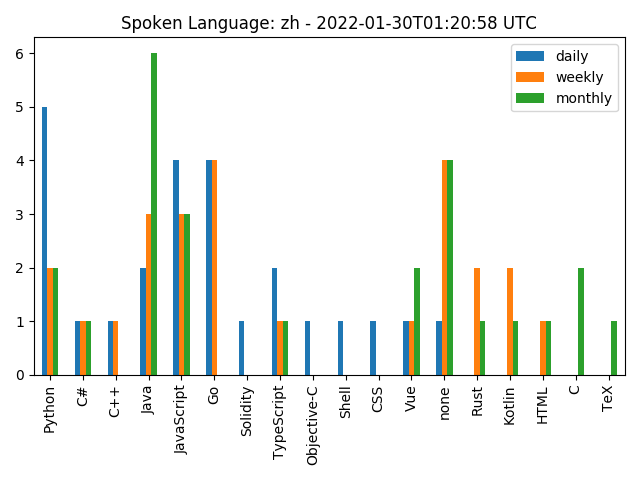 Spoken Language: zh - 2022-01-30T01:20:58 UTC
daily
weekly
monthly
6
5
4
3
2
1
0
Python
C#
C++
Java
JavaScript
Go
Solidity
TypeScript
Objective-C
Shell
CSS
Vue
none
Rust
Kotlin
HTML
C
TeX